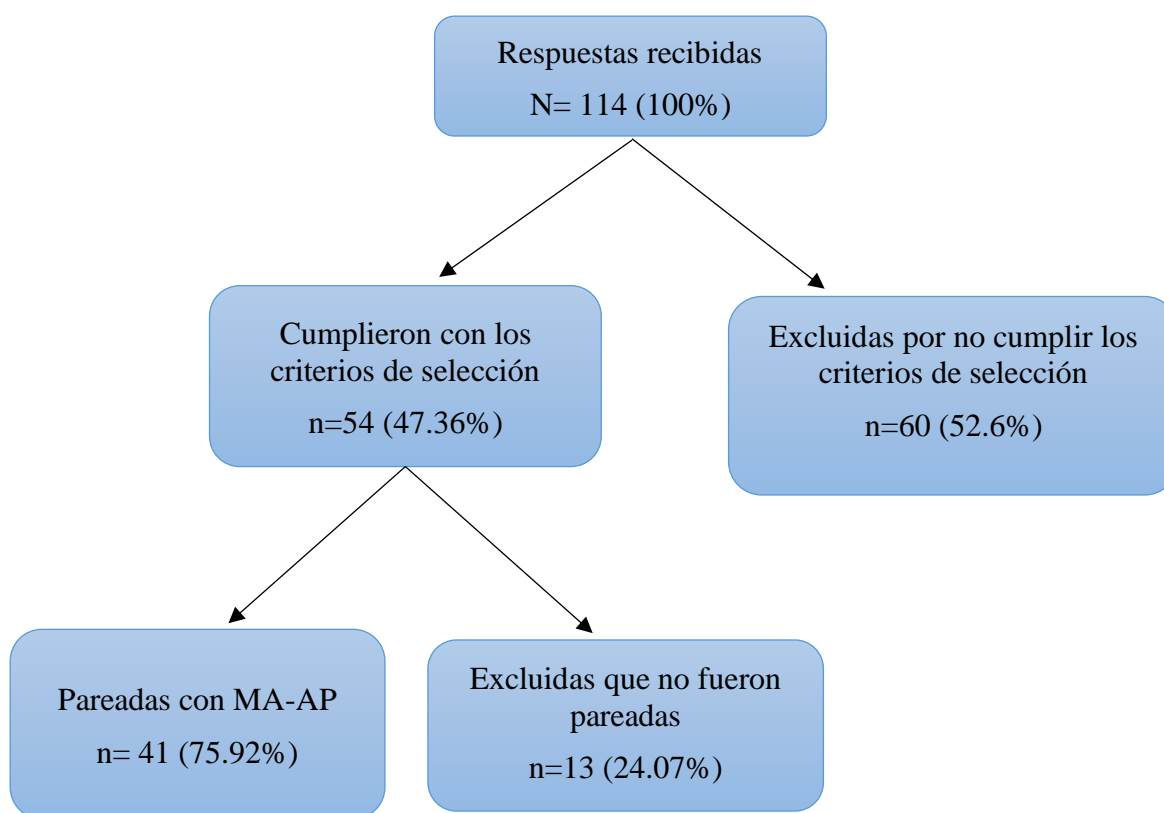 Respuestas recibidas
N= 114 (100%)
Cumplieron con los
criterios de selección
n=54 (47.36%)
Excluidas por no cumplir los
criterios de selección
n=60 (52.6%)
Pareadas con MA-AP
n= 41 (75.92%)
Excluidas que no fueron
pareadas
n=13 (24.07%)